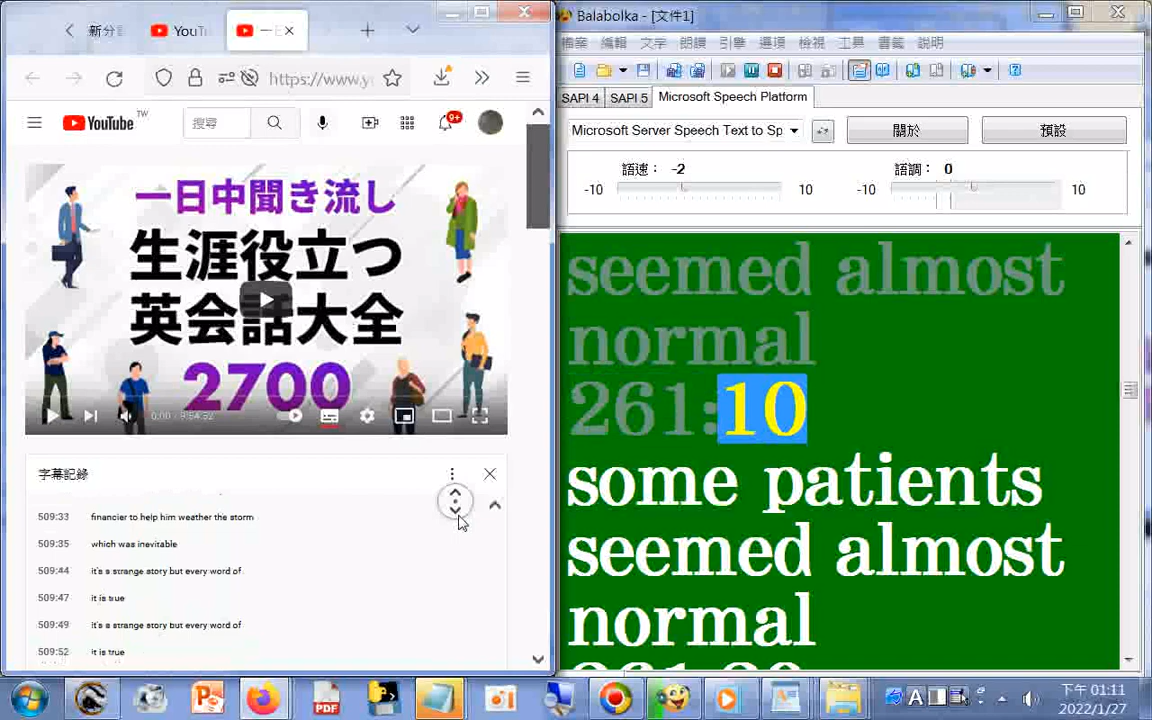 新分
YouT
一 E
https://www.y
YouTube TW
搜尋
9+
一日中聞き流し
生涯役立つ
英会話大全
2700
字幕記錄
509:33 financier to help him weather the storm
509:35 which was inevitable
509:44 it's a strange story but every word of
509:47 it is true
509:49 it's a strange story but every word of
509:52 it is true
Balabolka - [文件1]
檔案 編輯 文字 朗讀 引擎 選項 檢視 工具 書籤 說明
SAPI 4 SAPI 5 Microsoft Speech Platform
Microsoft Server Speech Text to Sp
關於
預設
語速： -2
語調： 0
-10 10
-10 10
seemed almost
normal
261:10
some patients
seemed almost
normal
PDF
A
下午 01:11
2022/1/27